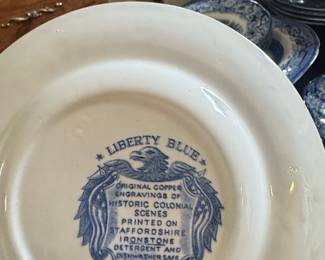 ★ LIBERTY BLUE ★
ORIGINAL COPPER
ENGRAVINGS OF
HISTORIC COLONIAL
SCENES
PRINTED ON
STAFFORDSHIRE
IRONSTONE
DETERGENT AND
DISHWASHER SAFE